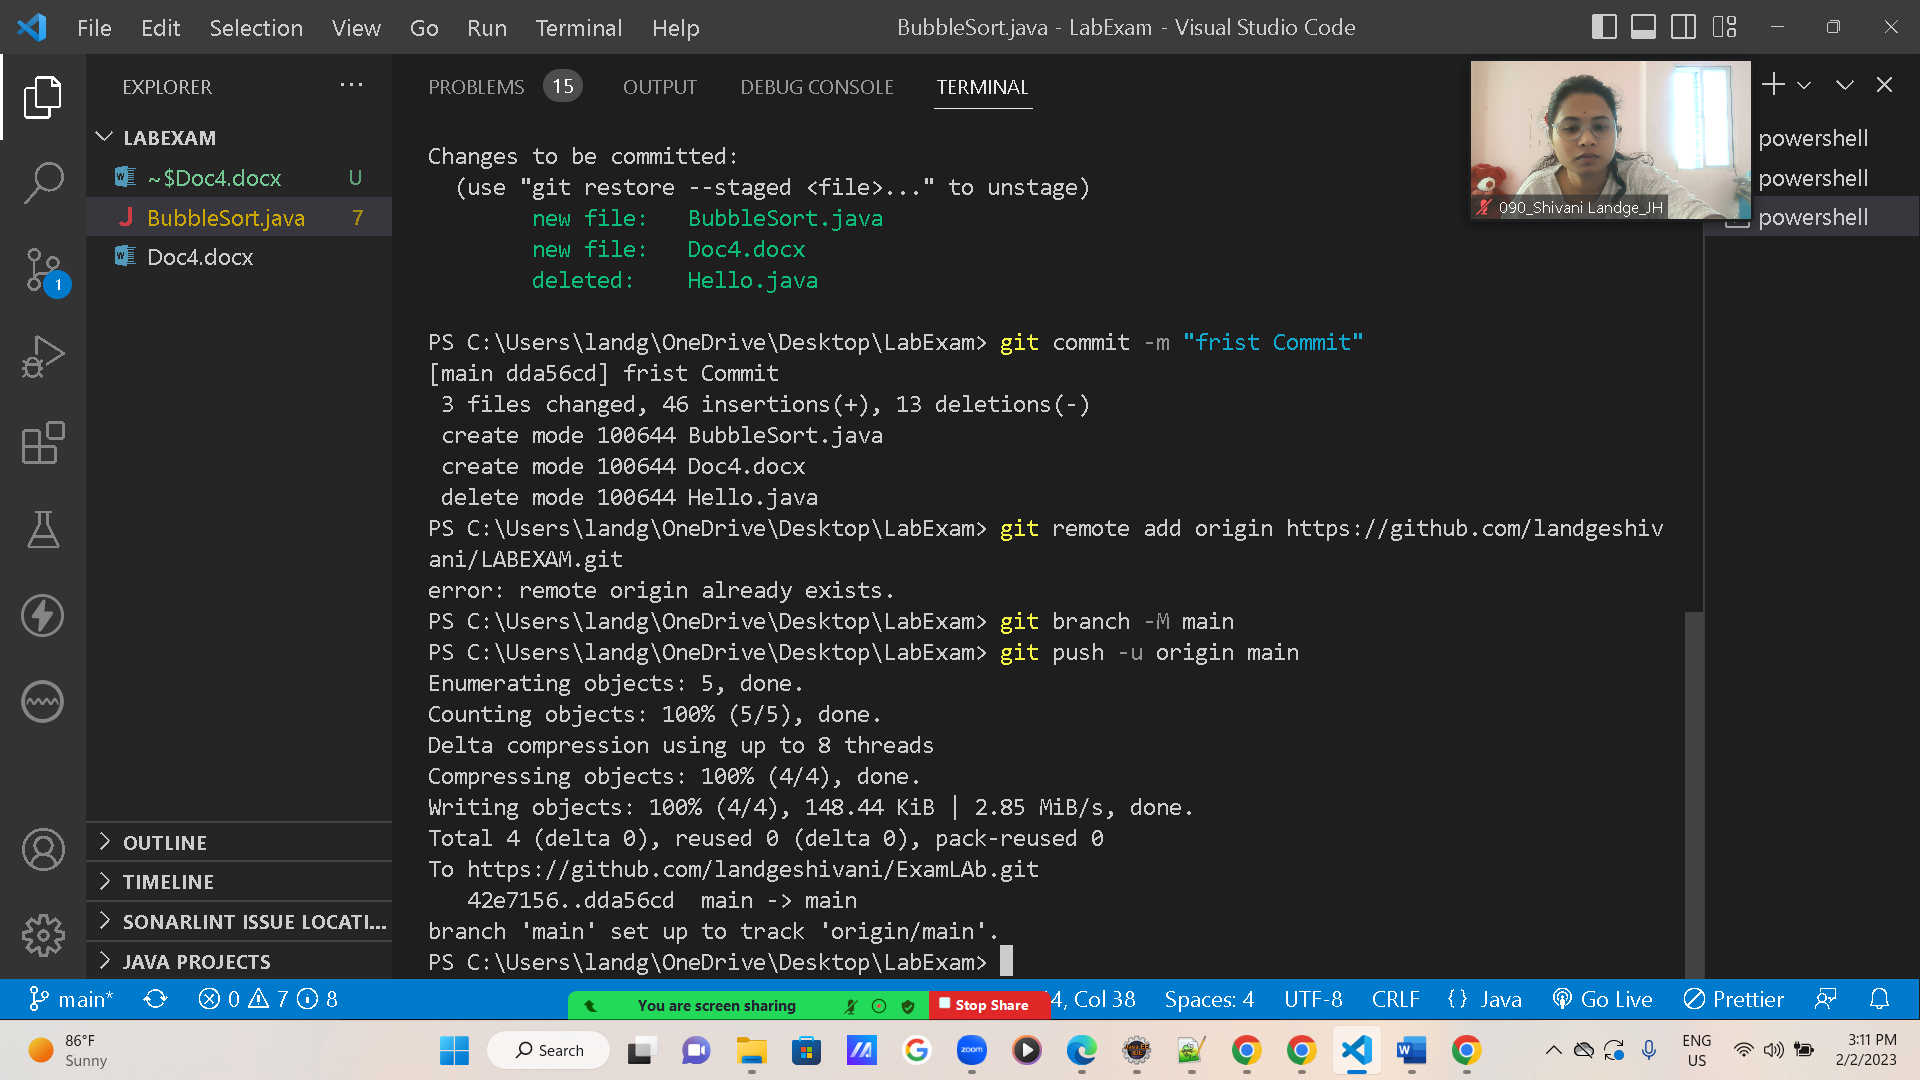 File Edit Selection View Go Run Terminal Help
BubbleSort.java - LabExam - Visual Studio Code
EXPLORER ...
LABEXAM
~$Doc4.docx U
BubbleSort.java 7
Doc4.docx
OUTLINE
TIMELINE
SONARLINT ISSUE LOCATI...
JAVA PROJECTS
1
PROBLEMS 15 OUTPUT DEBUG CONSOLE TERMINAL
Changes to be committed:
(use "git restore --staged <file>..." to unstage)
new file: BubbleSort.java
new file: Doc4.docx
deleted: Hello.java
PS C:\Users\landg\OneDrive\Desktop\LabExam> git commit -m "frist Commit"
[main dda56cd] frist Commit
3 files changed, 46 insertions(+), 13 deletions(-)
create mode 100644 BubbleSort.java
create mode 100644 Doc4.docx
delete mode 100644 Hello.java
PS C:\Users\landg\OneDrive\Desktop\LabExam> git remote add origin https://github.com/landgeshiv
ani/LABEXAM.git
error: remote origin already exists.
PS C:\Users\landg\OneDrive\Desktop\LabExam> git branch -M main
PS C:\Users\landg\OneDrive\Desktop\LabExam> git push -u origin main
Enumerating objects: 5, done.
Counting objects: 100% (5/5), done.
Delta compression using up to 8 threads
Compressing objects: 100% (4/4), done.
Writing objects: 100% (4/4), 148.44 KiB | 2.85 MiB/s, done.
Total 4 (delta 0), reused 0 (delta 0), pack-reused 0
To https://github.com/landgeshivani/ExamLAb.git
42e7156..dda56cd main -> main
branch 'main' set up to track 'origin/main'.
PS C:\Users\landg\OneDrive\Desktop\LabExam>
090_Shivani Landge_JH
powershell
powershell
powershell
main* 0 7 8
You are screen sharing
Stop Share
4, Col 38 Spaces: 4 UTF-8 CRLF {} Java Go Live Prettier
86°F
Sunny
Search
zoom
ENG
US
3:11 PM
2/2/2023